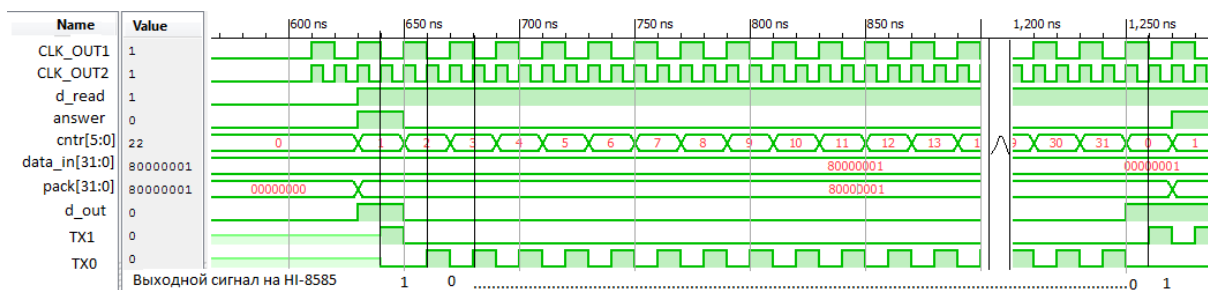 Name Value 600 ns 650 ns 700 ns 750 ns 800 ns 850 ns 1,200 ns 1,250 ns
CLK_OUT1 1
CLK_OUT2 1
d_read 1
answer 0
cntr[5:0] 22 0 1 2 3 4 5 6 7 8 9 10 11 12 13 1 9 30 31 0 1
data_in[31:0] 80000001 80000001 00000001
pack[31:0] 80000001 00000000 80000001
d_out 0
TX1 0
TX0 0
Выходной сигнал на HI-8585 1 0 ........................0 1